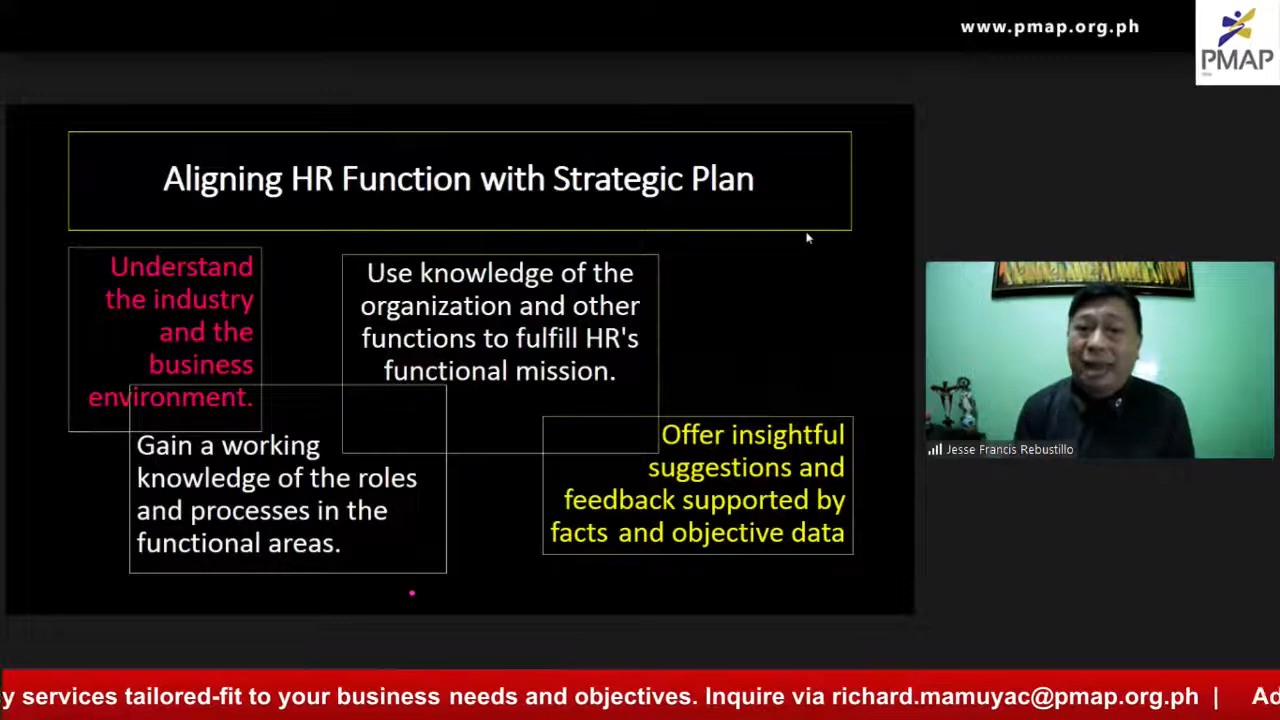 www.pmap.org.ph
PMAP
Aligning HR Function with Strategic Plan
Understand
the industry
and the
business
environment.
Use knowledge of the
organization and other
functions to fulfill HR's
functional mission.
Gain a working
knowledge of the roles
and processes in the
functional areas.
Offer insightful
suggestions and
feedback supported by
facts and objective data
Jesse Francis Rebustillo
y services tailored-fit to your business needs and objectives. Inquire via richard.mamuyac@pmap.org.ph | Ad